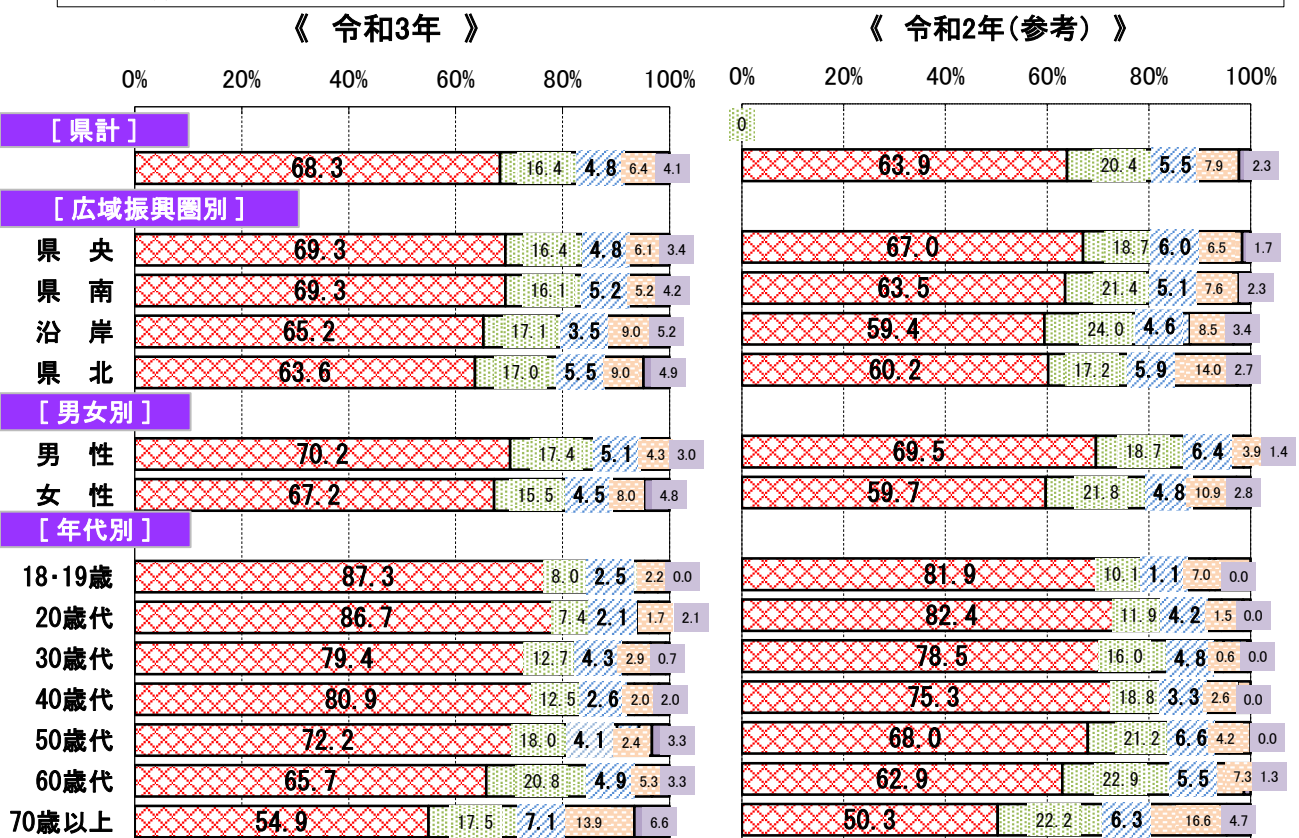 《 令和3年 》 《 令和2年(参考) 》
0% 20% 40% 60% 80% 100% 0% 20% 40% 60% 80% 100%
[ 県計 ] 0
68.3 16.4 4.8 6.4 4.1 63.9 20.4 5.5 7.9 2.3
[ 広域振興圏別 ]
県 央 69.3 16.4 4.8 6.1 3.4 67.0 18.7 6.0 6.5 1.7
県 南 69.3 16.1 5.2 5.2 4.2 63.5 21.4 5.1 7.6 2.3
沿 岸 65.2 17.1 3.5 9.0 5.2 59.4 24.0 4.6 8.5 3.4
県 北 63.6 17.0 5.5 9.0 4.9 60.2 17.2 5.9 14.0 2.7
[ 男女別 ]
男 性 70.2 17.4 5.1 4.3 3.0 69.5 18.7 6.4 3.9 1.4
女 性 67.2 15.5 4.5 8.0 4.8 59.7 21.8 4.8 10.9 2.8
[ 年代別 ]
18・19歳 87.3 8.0 2.5 2.2 0.0 81.9 10.1 1.1 7.0 0.0
20歳代 86.7 7.4 2.1 1.7 2.1 82.4 11.9 4.2 1.5 0.0
30歳代 79.4 12.7 4.3 2.9 0.7 78.5 16.0 4.8 0.6 0.0
40歳代 80.9 12.5 2.6 2.0 2.0 75.3 18.8 3.3 2.6 0.0
50歳代 72.2 18.0 4.1 2.4 3.3 68.0 21.2 6.6 4.2 0.0
60歳代 65.7 20.8 4.9 5.3 3.3 62.9 22.9 5.5 7.3 1.3
70歳以上 54.9 17.5 7.1 13.9 6.6 50.3 22.2 6.3 16.6 4.7